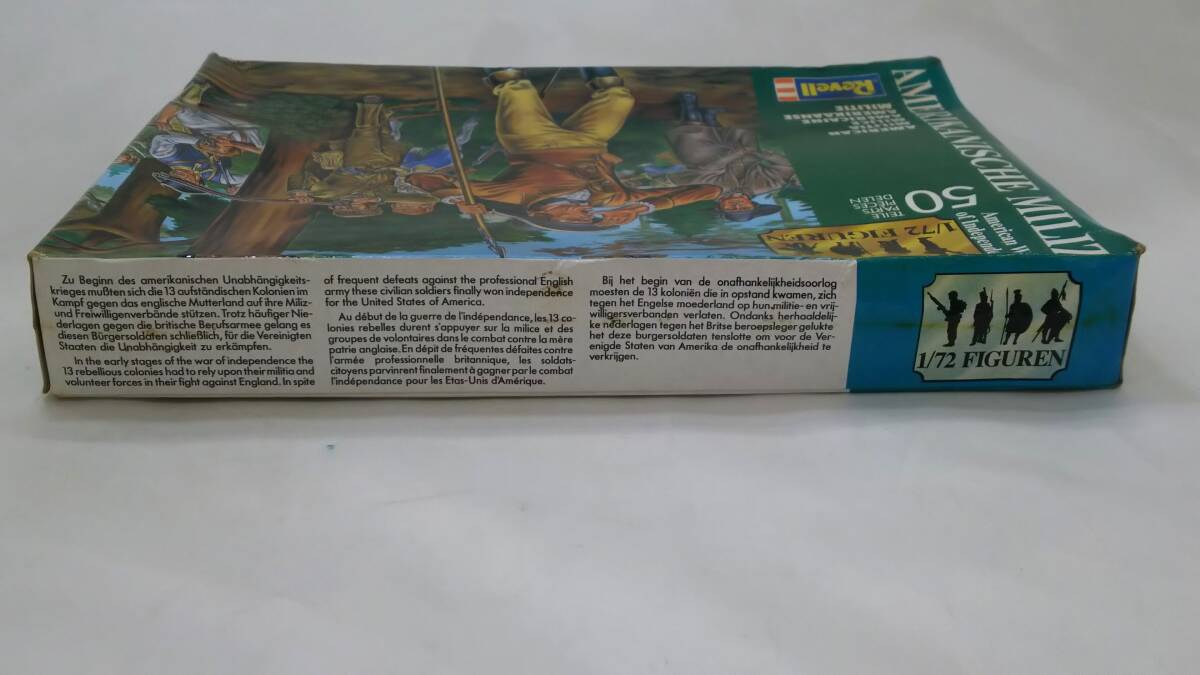 AMERIKANISCHE MILIZ
American W
of Independ
Revell
AMERICAN
AMERICAINE
AMERIKAANSE
MILITIE
50
TEILE
PARTS
PIECES
DELEN
1/72 FIGUREN
Zu Beginn des amerikanischen Unabhängigkeits-
krieges mußten sich die 13 aufständischen Kolonien im
Kampf gegen das englische Mutterland auf ihre Miliz-
und Freiwilligenverbände stützen. Trotz häufiger Nie-
derlagen gegen die britische Berufsarmee gelang es
diesen Bürgersoldaten schließlich, für die Vereinigten
Staaten die Unabhängigkeit zu erkämpfen.
In the early stages of the war of independence the
13 rebellious colonies had to rely upon their militia and
volunteer forces in their fight against England. In spite
of frequent defeats against the professional English
army these civilian soldiers finally won independence
for the United States of America.
Au début de la guerre de l'indépendance, les 13 co-
lonies rebelles durent s'appuyer sur la milice et des
groupes de volontaires dans le combat contre la mère
patrie anglaise. En dépit de fréquentes défaites contre
l'armée professionnelle britannique, les soldats-
citoyens parvinrent finalement à gagner par le combat
l'indépendance pour les Etas-Unis d'Amérique.
Bij het begin van de onafhankelijkheidsoorlog
moesten de 13 koloniën die in opstand kwamen, zich
tegen het Engelse moederland op hun militie- en vrij-
willigersverbanden verlaten. Ondanks herhaaldelij-
ke nederlagen tegen het Britse beroepsleger gelukte
het deze burgersoldaten tenslotte om voor de Ver-
enigde Staten van Amerika de onafhankelijkheid te
verkrijgen.
1/72 FIGUREN